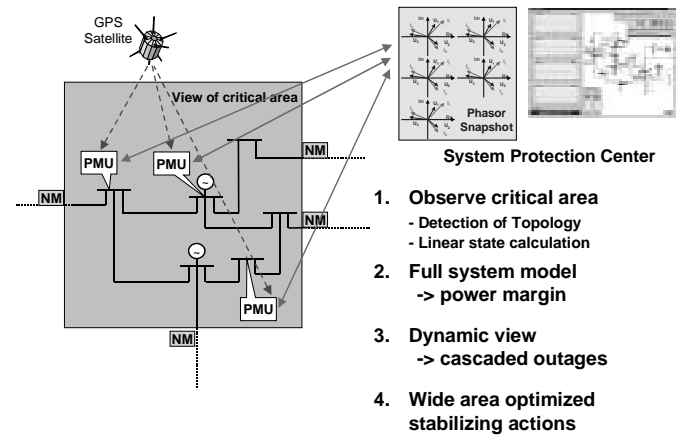 GPS
Satellite
View of critical area
PMU
PMU
NM
NM
NM
~
~
PMU
NM
Phasor
Snapshot
System Protection Center
1. Observe critical area
- Detection of Topology
- Linear state calculation
2. Full system model
-> power margin
3. Dynamic view
-> cascaded outages
4. Wide area optimized
stabilizing actions